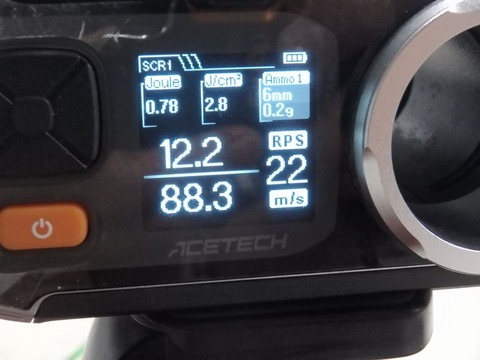 SCR1
Joule J/cm² Ammo 1
0.78 2.8 6mm
0.2g
12.2 RPS
22
88.3 m/s
ACETECH